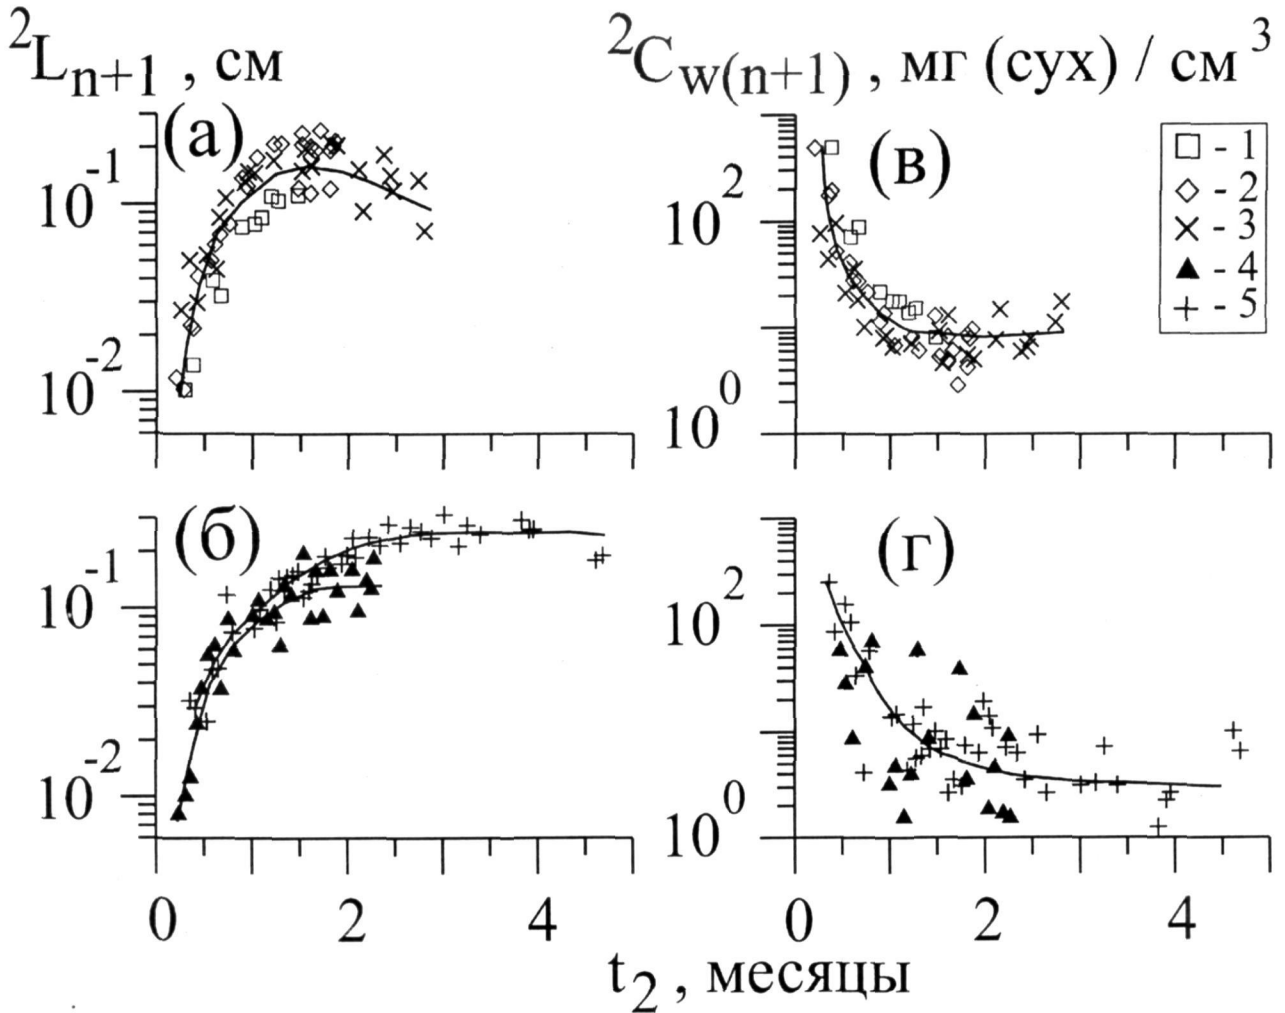 ²Lₙ₊₁ , см
²C_w(n+1) , мг (сух) / см³
(а)
10⁻¹
10⁻²
(в)
10²
10⁰
□ - 1
◇ - 2
× - 3
▲ - 4
+ - 5
(б)
10⁻¹
10⁻²
0 2 4
(г)
10²
10⁰
0 2 4
t₂ , месяцы